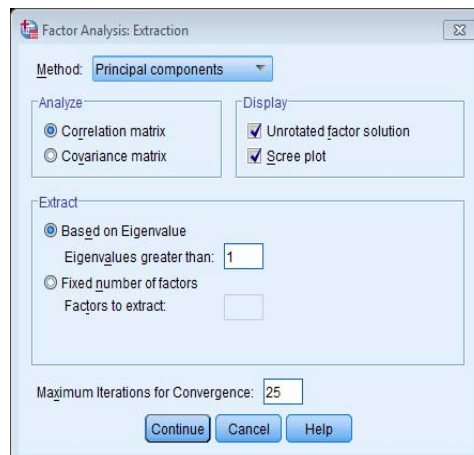 Factor Analysis: Extraction
Method: Principal components
Analyze
Correlation matrix
Covariance matrix
Display
Unrotated factor solution
Scree plot
Extract
Based on Eigenvalue
Eigenvalues greater than: 1
Fixed number of factors
Factors to extract:
Maximum Iterations for Convergence: 25
Continue Cancel Help